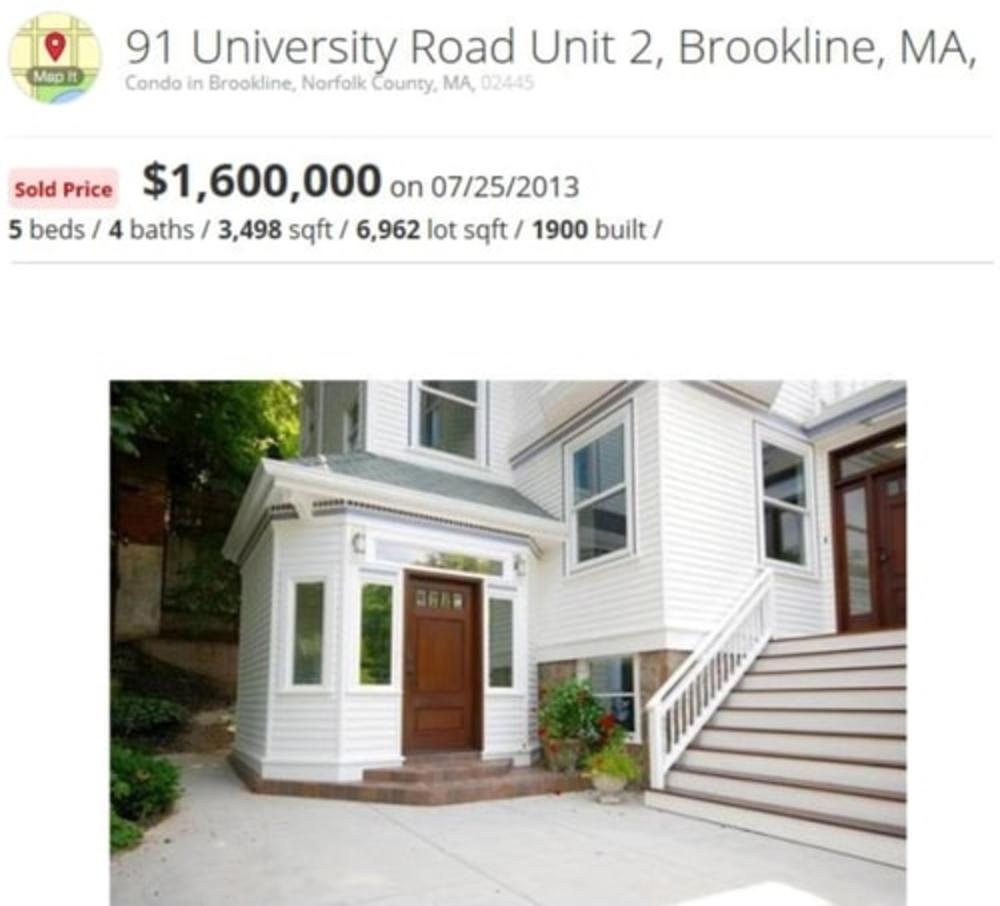 Map It
91 University Road Unit 2, Brookline, MA,
Condo in Brookline, Norfolk County, MA, 02445
Sold Price $1,600,000 on 07/25/2013
5 beds / 4 baths / 3,498 sqft / 6,962 lot sqft / 1900 built /